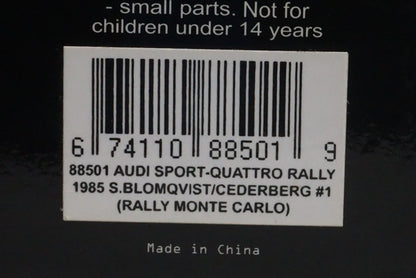 - small parts. Not for
children under 14 years
6 74110 88501 9
88501 AUDI SPORT-QUATTRO RALLY
1985 S.BLOMQVIST/CEDERBERG #1
(RALLY MONTE CARLO)
Made in China